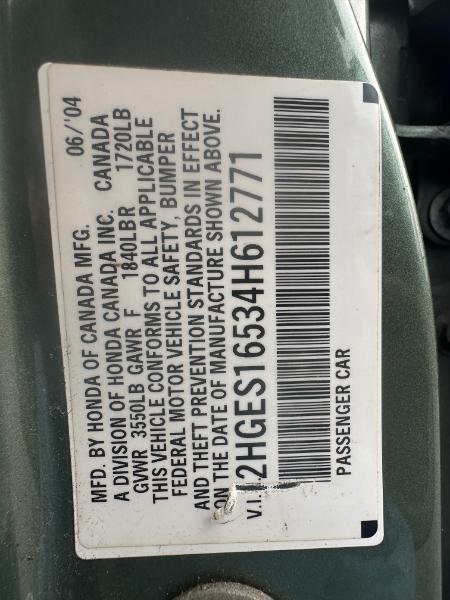 MFD. BY HONDA OF CANADA MFG. 06/'04
A DIVISION OF HONDA CANADA INC. CANADA
GVWR 3550LB GAWR F 1840LBR 1720LB
THIS VEHICLE CONFORMS TO ALL APPLICABLE
FEDERAL MOTOR VEHICLE SAFETY, BUMPER
AND THEFT PREVENTION STANDARDS IN EFFECT
ON THE DATE OF MANUFACTURE SHOWN ABOVE.
V.I. 2HGES16534H612771
PASSENGER CAR